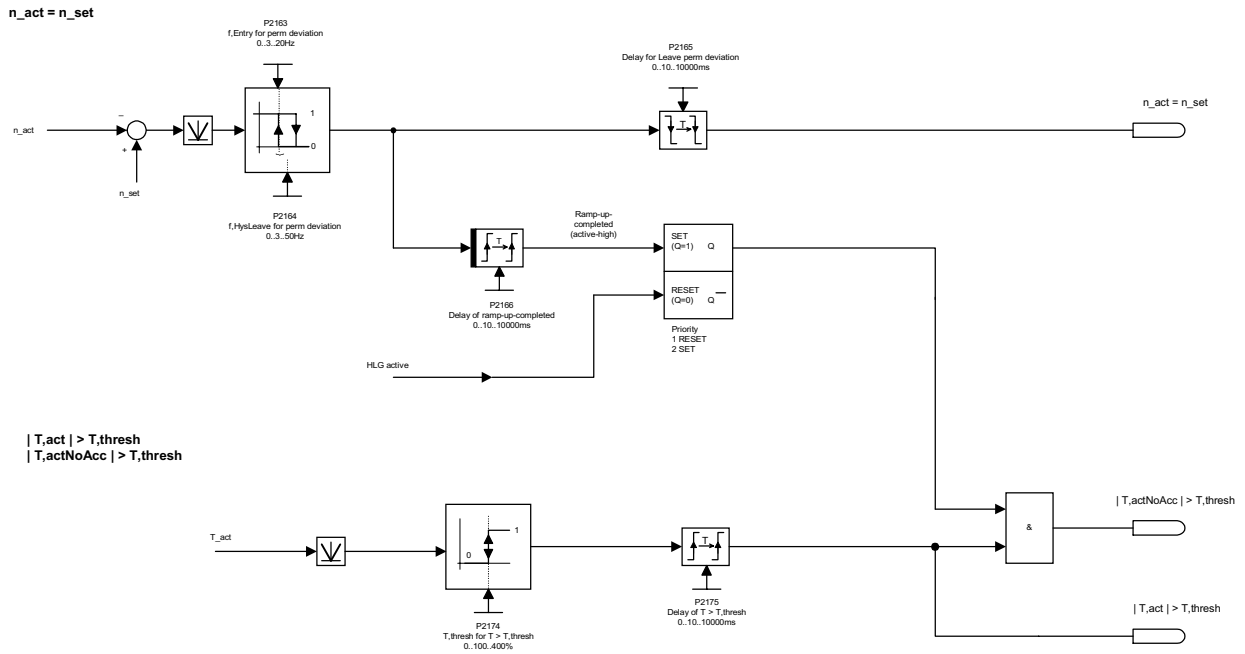 n_act = n_set
P2163
f,Entry for perm deviation
0..3..20Hz
P2165
Delay for Leave perm deviation
0..10..10000ms
n_act = n_set
–
n_act
1
T
0
+
n_set
P2164
f,HysLeave for perm deviation
0..3..50Hz
Ramp-up-
completed
(active-high)
T
SET
(Q=1) Q
RESET
(Q=0) Q
P2166
Delay of ramp-up-completed
0..10..10000ms
Priority
1 RESET
2 SET
HLG active
| T,act | > T,thresh
| T,actNoAcc | > T,thresh
| T,actNoAcc | > T,thresh
&
T_act
1
0
T
P2175
Delay of T > T,thresh
0..10..10000ms
| T,act | > T,thresh
P2174
T,thresh for T > T,thresh
0..100..400%